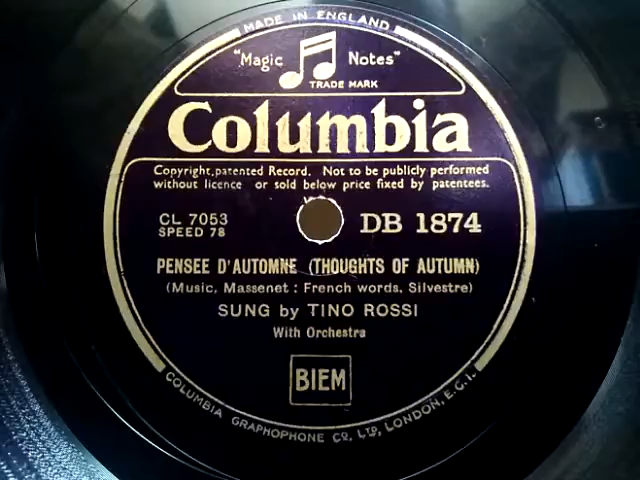 MADE IN ENGLAND
"Magic Notes"
TRADE MARK
Columbia
Copyright, patented Record. Not to be publicly performed
without licence or sold below price fixed by patentees.
CL 7053
SPEED 78
DB 1874
PENSEE D'AUTOMNE (THOUGHTS OF AUTUMN)
(Music, Massenet : French words, Silvestre)
SUNG by TINO ROSSI
With Orchestra
BIEM
COLUMBIA GRAPHOPHONE CO. LTD, LONDON, E.C.1.